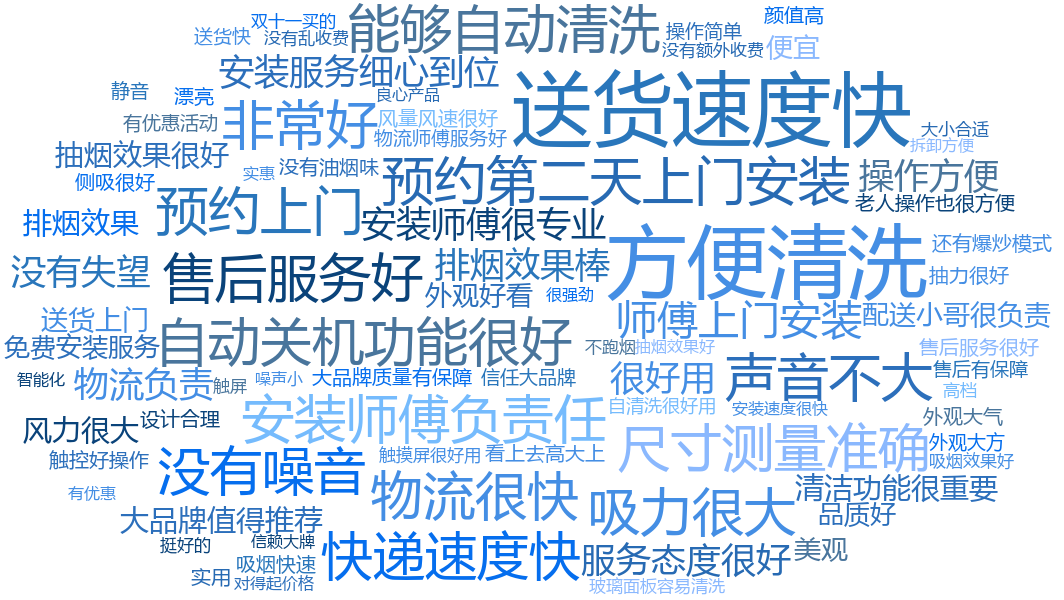 双十一买的
送货快
没有乱收费
能够自动清洗
操作简单
颜值高
没有额外收费
便宜
安装服务细心到位
送货速度快
静音
漂亮
良心产品
有优惠活动
非常好
风量风速很好
物流师傅服务好
大小合适
拆卸方便
抽烟效果很好
实惠
没有油烟味
预约第二天上门安装
操作方便
侧吸很好
预约上门
老人操作也很方便
排烟效果
安装师傅很专业
方便清洗
还有爆炒模式
没有失望
售后服务好
排烟效果棒
抽力很好
外观好看
很强劲
送货上门
自动关机功能很好
师傅上门安装
配送小哥很负责
免费安装服务
不跑烟
抽烟效果好
售后服务很好
智能化
物流负责
触屏
噪声小
大品牌质量有保障
信任大品牌
很好用
声音不大
售后有保障
高档
安装师傅负责任
自清洗很好用
安装速度很快
风力很大
设计合理
外观大气
尺寸测量准确
外观大方
触控好操作
没有噪音
触摸屏很好用
看上去高大上
吸烟效果好
有优惠
物流很快
吸力很大
清洁功能很重要
大品牌值得推荐
品质好
挺好的
信赖大牌
快递速度快
服务态度很好
美观
吸烟快速
实用
对得起价格
玻璃面板容易清洗